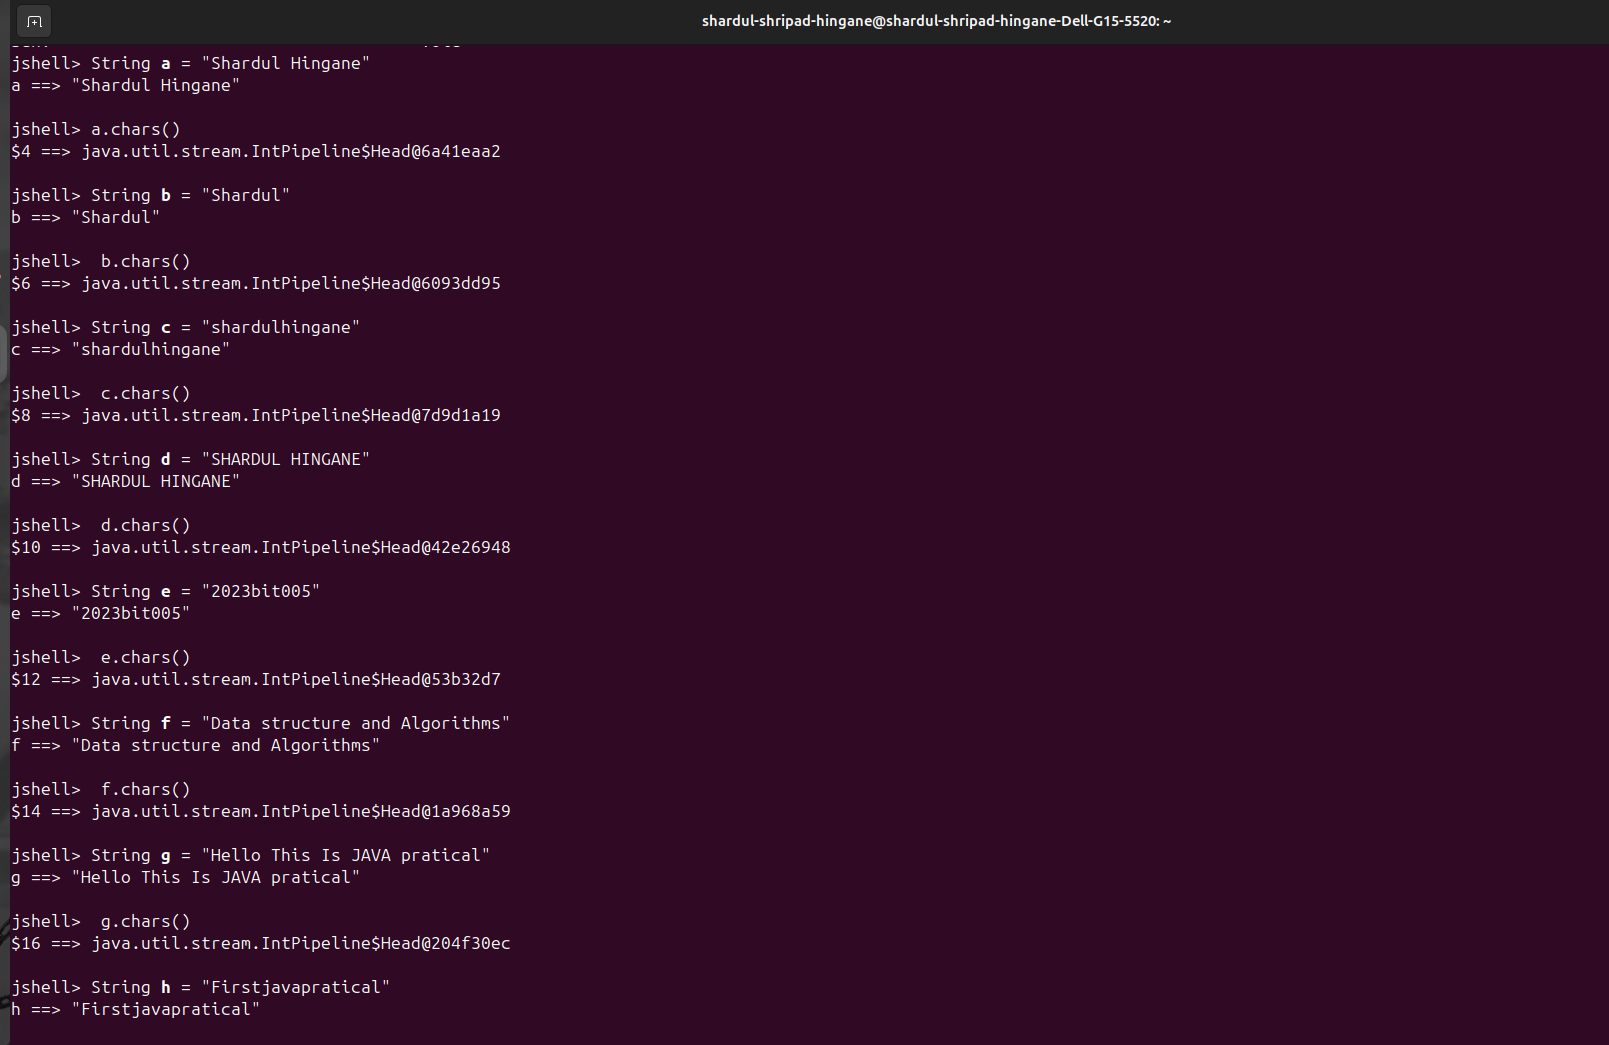 shardul-shripad-hingane@shardul-shripad-hingane-Dell-G15-5520: ~
jshell> String a = "Shardul Hingane"
a ==> "Shardul Hingane"
jshell> a.chars()
$4 ==> java.util.stream.IntPipeline$Head@6a41eaa2
jshell> String b = "Shardul"
b ==> "Shardul"
jshell>  b.chars()
$6 ==> java.util.stream.IntPipeline$Head@6093dd95
jshell> String c = "shardulhingane"
c ==> "shardulhingane"
jshell>  c.chars()
$8 ==> java.util.stream.IntPipeline$Head@7d9d1a19
jshell> String d = "SHARDUL HINGANE"
d ==> "SHARDUL HINGANE"
jshell>  d.chars()
$10 ==> java.util.stream.IntPipeline$Head@42e26948
jshell> String e = "2023bit005"
e ==> "2023bit005"
jshell>  e.chars()
$12 ==> java.util.stream.IntPipeline$Head@53b32d7
jshell> String f = "Data structure and Algorithms"
f ==> "Data structure and Algorithms"
jshell>  f.chars()
$14 ==> java.util.stream.IntPipeline$Head@1a968a59
jshell> String g = "Hello This Is JAVA pratical"
g ==> "Hello This Is JAVA pratical"
jshell>  g.chars()
$16 ==> java.util.stream.IntPipeline$Head@204f30ec
jshell> String h = "Firstjavapratical"
h ==> "Firstjavapratical"